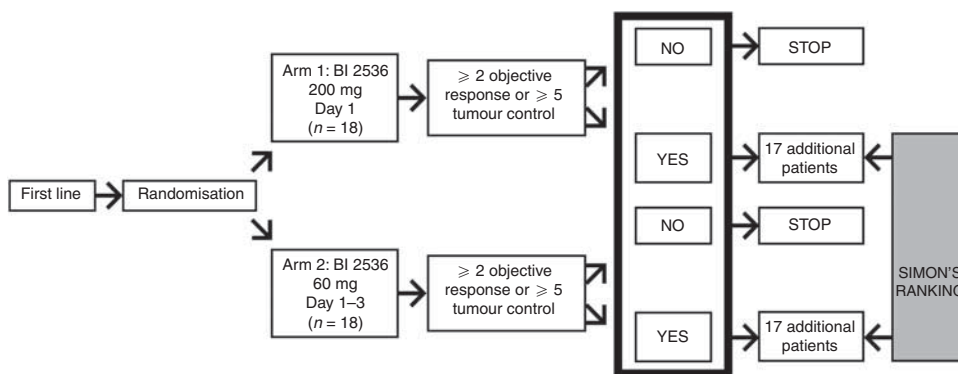 First line
Randomisation
Arm 1: BI 2536
200 mg
Day 1
(n = 18)
⩾ 2 objective
response or ⩾ 5
tumour control
NO
STOP
YES
17 additional
patients
Arm 2: BI 2536
60 mg
Day 1–3
(n = 18)
⩾ 2 objective
response or ⩾ 5
tumour control
NO
STOP
YES
17 additional
patients
SIMON'S
RANKING